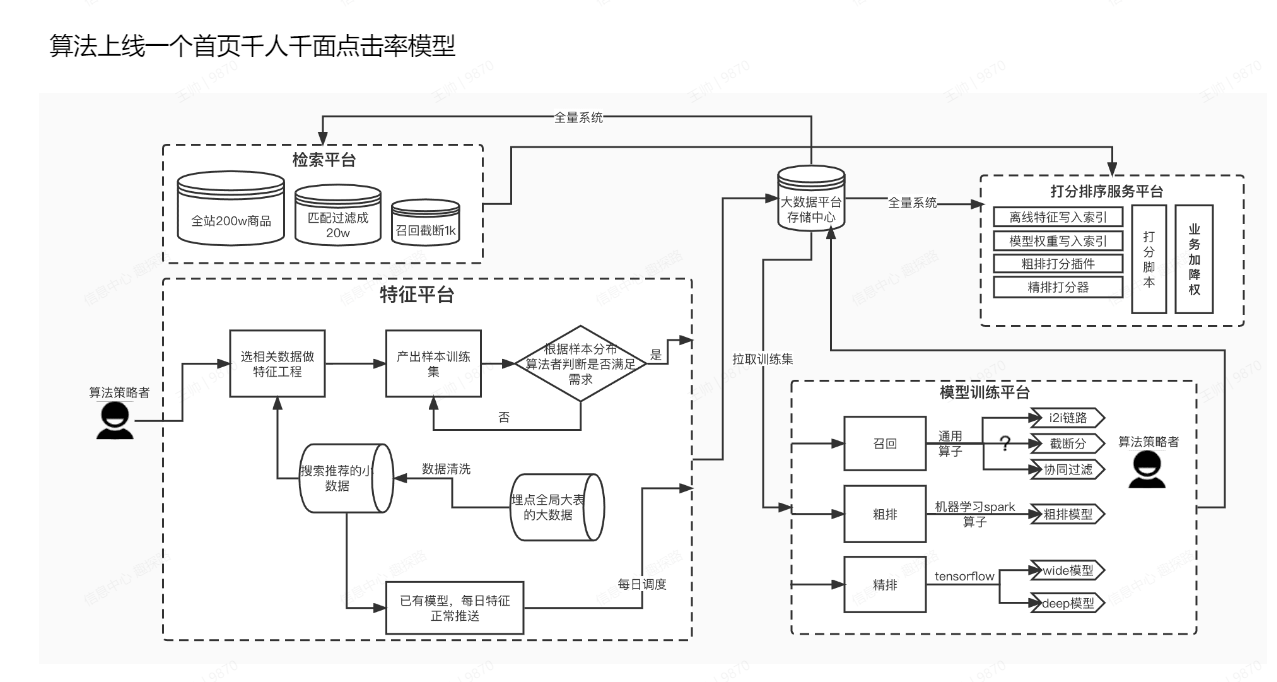 算法上线一个首页千人千面点击率模型
全量系统
检索平台
全站200w商品
匹配过滤成
20w
召回截断1k
大数据平台
存储中心
全量系统
打分排序服务平台
离线特征写入索引
模型权重写入索引
粗排打分插件
精排打分器
打
分
脚
本
业
务
加
降
权
特征平台
选相关数据做
特征工程
产出样本训练
集
根据样本分布
算法者判断是否满足
需求
是
否
算法策略者
搜索推荐的小
数据
数据清洗
埋点全局大表
的大数据
已有模型，每日特征
正常推送
每日调度
拉取训练集
模型训练平台
召回
通用
算子
?
i2i链路
截断分
协同过滤
算法策略者
粗排
机器学习spark
算子
粗排模型
精排
tensorflow
wide模型
deep模型